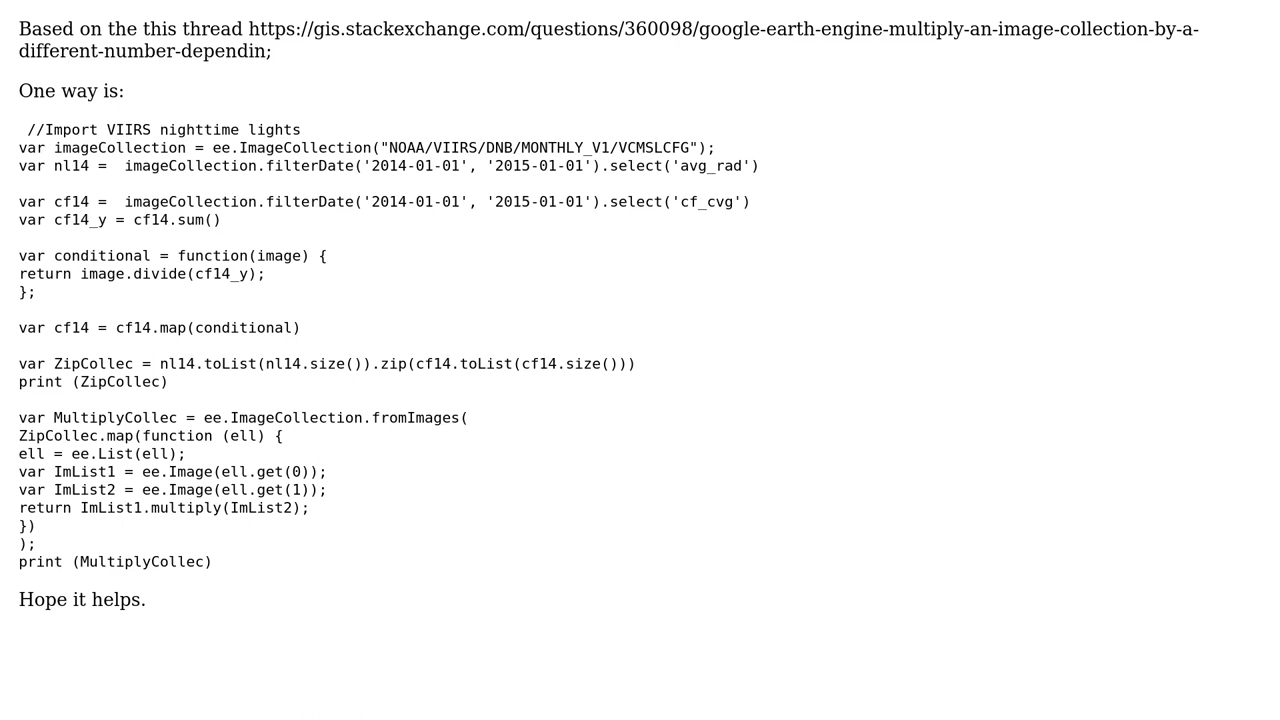 Based on the this thread https://gis.stackexchange.com/questions/360098/google-earth-engine-multiply-an-image-collection-by-a-
different-number-dependin;
One way is:
//Import VIIRS nighttime lights
var imageCollection = ee.ImageCollection("NOAA/VIIRS/DNB/MONTHLY_V1/VCMSLCFG");
var nl14 =  imageCollection.filterDate('2014-01-01', '2015-01-01').select('avg_rad')
var cf14 =  imageCollection.filterDate('2014-01-01', '2015-01-01').select('cf_cvg')
var cf14_y = cf14.sum()
var conditional = function(image) {
return image.divide(cf14_y);
};
var cf14 = cf14.map(conditional)
var ZipCollec = nl14.toList(nl14.size()).zip(cf14.toList(cf14.size()))
print (ZipCollec)
var MultiplyCollec = ee.ImageCollection.fromImages(
ZipCollec.map(function (ell) {
ell = ee.List(ell);
var ImList1 = ee.Image(ell.get(0));
var ImList2 = ee.Image(ell.get(1));
return ImList1.multiply(ImList2);
})
);
print (MultiplyCollec)
Hope it helps.